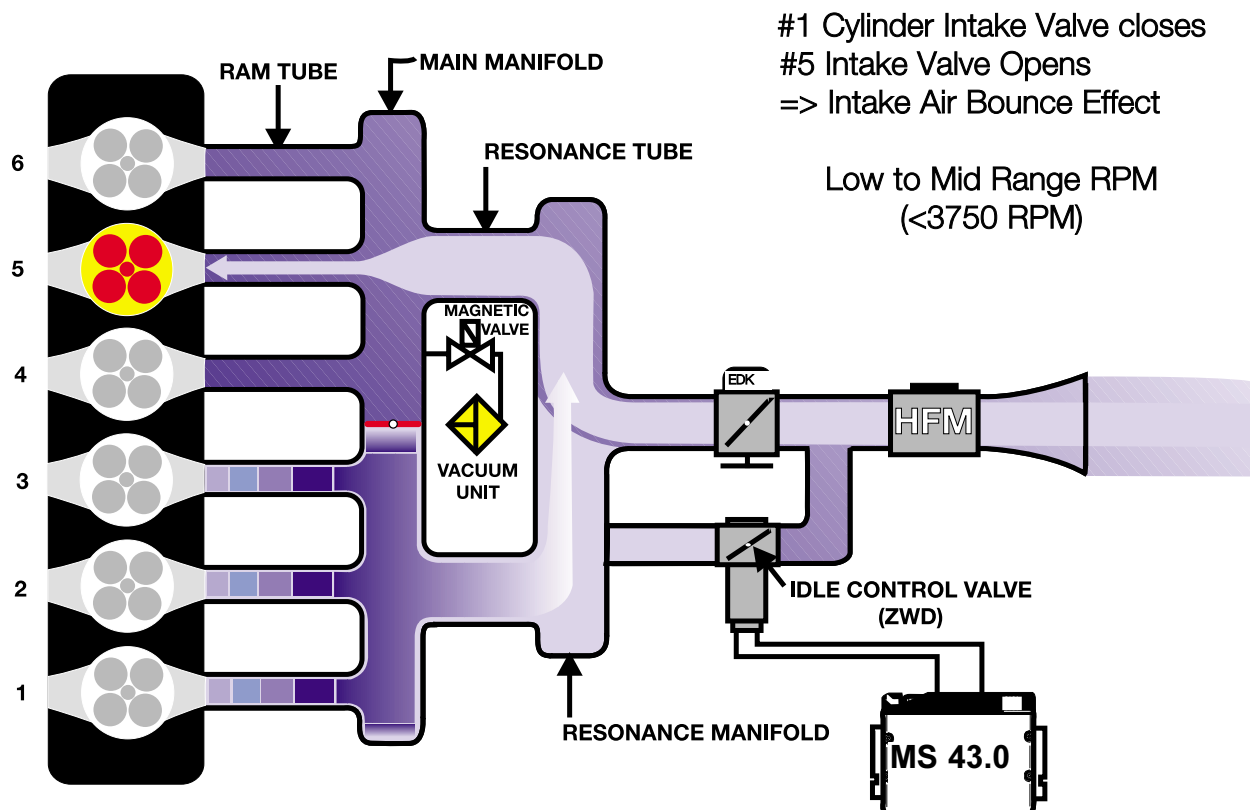 #1 Cylinder Intake Valve closes
#5 Intake Valve Opens
=> Intake Air Bounce Effect
Low to Mid Range RPM
(<3750 RPM)
RAM TUBE
MAIN MANIFOLD
RESONANCE TUBE
6
5
4
3
2
1
MAGNETIC
VALVE
VACUUM
UNIT
EDK
HFM
IDLE CONTROL VALVE
(ZWD)
RESONANCE MANIFOLD
MS 43.0